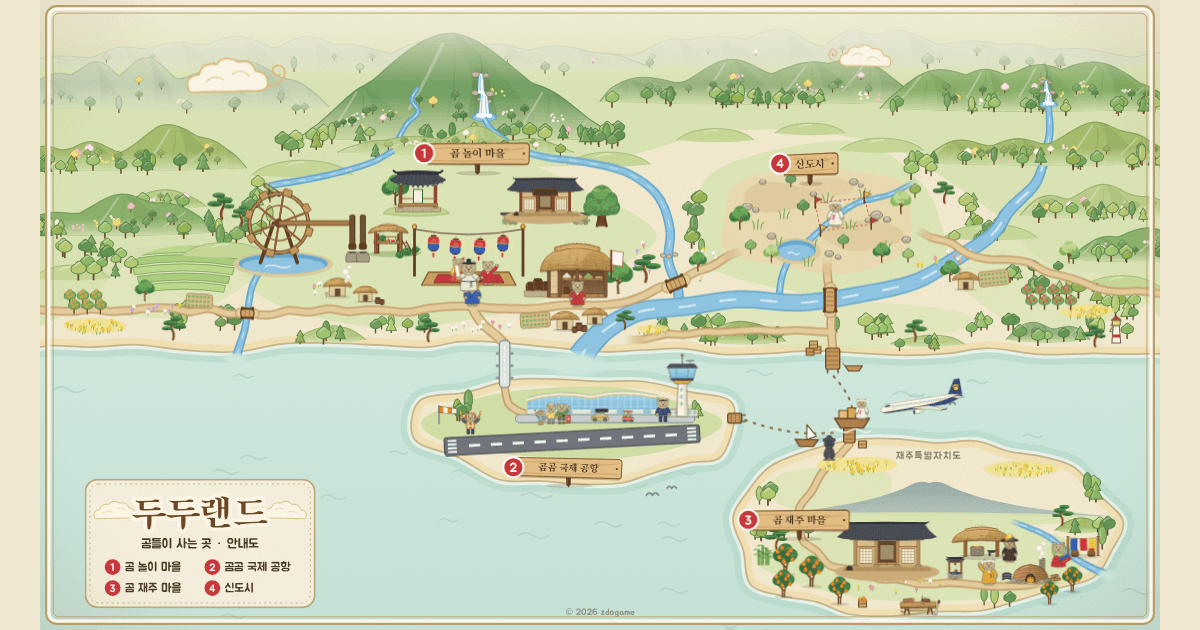 1 곰 놀이 마을
4 신도시
2 곰곰 국제 공항
재주특별자치도
3 곰 재주 마을
두두랜드
곰들이 사는 곳 · 안내도
1 곰 놀이 마을 2 곰곰 국제 공항
3 곰 재주 마을 4 신도시
© 2026 zdogame